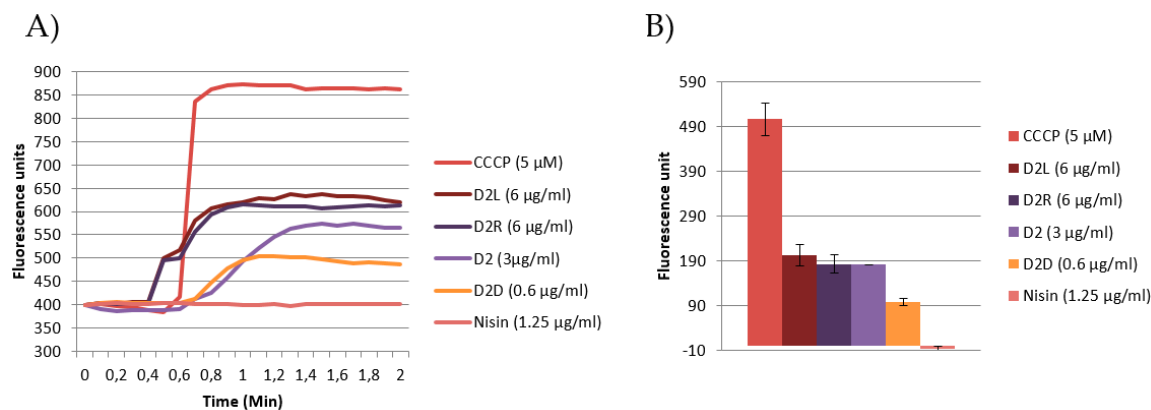 A)
Fluorescence units
900
850
800
750
700
650
600
550
500
450
400
350
300
0 0,2 0,4 0,6 0,8 1 1,2 1,4 1,6 1,8 2
Time (Min)
CCCP (5 µM)
D2L (6 µg/ml)
D2R (6 µg/ml)
D2 (3µg/ml)
D2D (0.6 µg/ml)
Nisin (1.25 µg/ml)
B)
Fluorescence unit
590
490
390
290
190
90
-10
CCCP (5 µM)
D2L (6 µg/ml)
D2R (6 µg/ml)
D2 (3 µg/ml)
D2D (0.6 µg/ml)
Nisin (1.25 µg/ml)